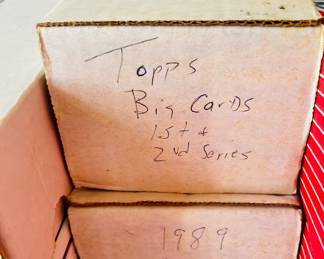 Topps
Big Cards
1st +
2nd Series
1989